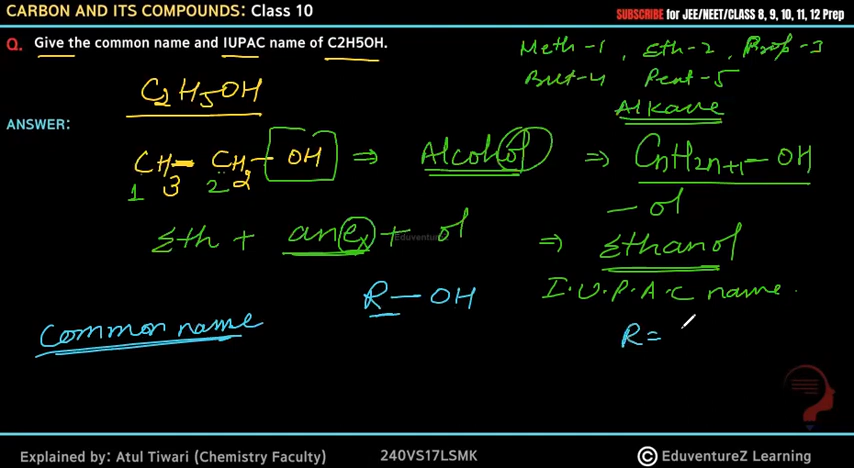 CARBON AND ITS COMPOUNDS: Class 10
SUBSCRIBE for JEE/NEET/CLASS 8, 9, 10, 11, 12 Prep
Q. Give the common name and IUPAC name of C2H5OH.
Meth-1, Eth-2, Prop-3
But-4 Pent-5
C2H5OH
Alkane
ANSWER:
CH3-CH2-OH ⇒ Alcohol ⇒ CnH2n+1-OH
1 2
-ol
Eth + ane + ol ⇒ Ethanol
EduventureZ
I.U.P.A.C name.
R-OH
Common name
R=
Explained by: Atul Tiwari (Chemistry Faculty)
240VS17LSMK
© EduventureZ Learning